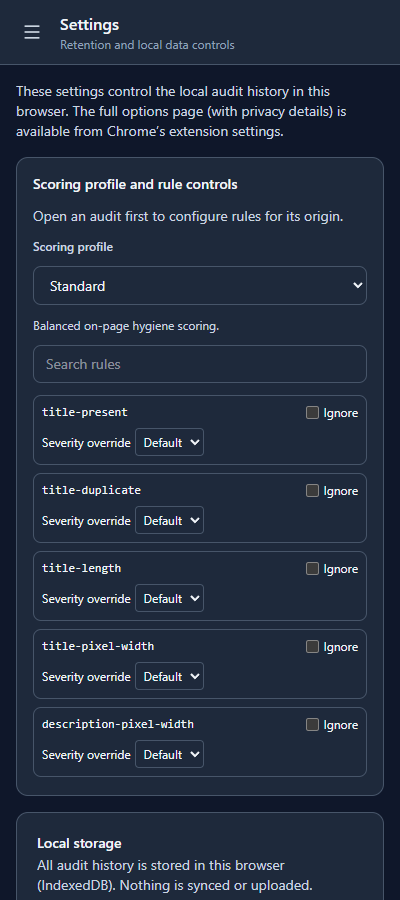 Settings
Retention and local data controls
These settings control the local audit history in this
browser. The full options page (with privacy details) is
available from Chrome’s extension settings.
Scoring profile and rule controls
Open an audit first to configure rules for its origin.
Scoring profile
Standard
Balanced on-page hygiene scoring.
Search rules
title-present
Ignore
Severity override Default
title-duplicate
Ignore
Severity override Default
title-length
Ignore
Severity override Default
title-pixel-width
Ignore
Severity override Default
description-pixel-width
Ignore
Severity override Default
Local storage
All audit history is stored in this browser
(IndexedDB). Nothing is synced or uploaded.